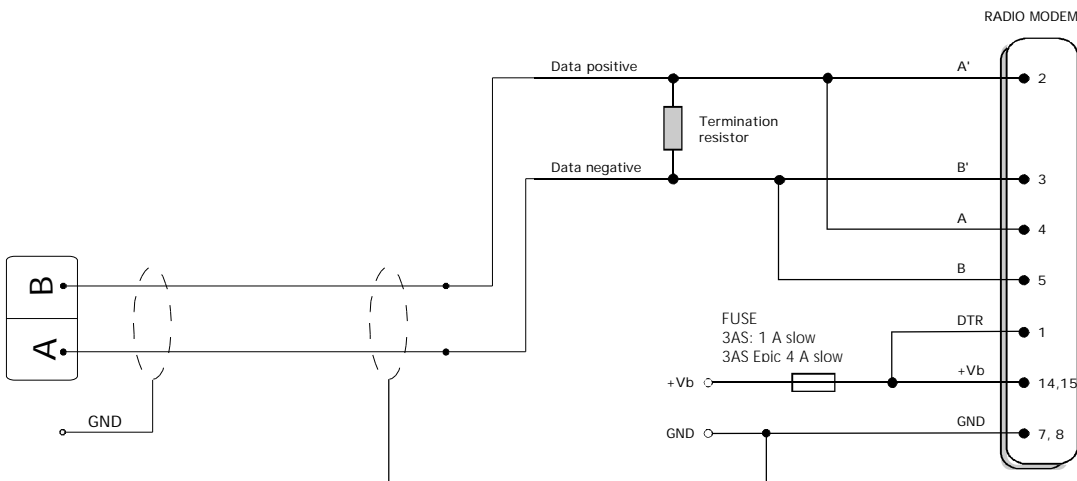 RADIO MODEM
Data positive
A'
2
Termination
resistor
Data negative
B'
3
A
4
B
B
5
FUSE
3AS: 1 A slow
3AS Epic 4 A slow
DTR
1
A
+Vb
+Vb
14,15
GND
GND
GND
7, 8